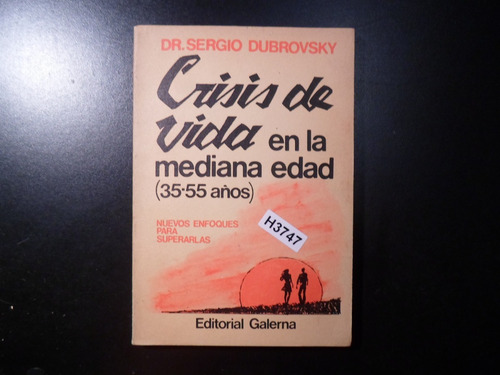 DR. SERGIO DUBROVSKY
Crisis de
vida en la
mediana edad
(35-55 años)
NUEVOS ENFOQUES
PARA
SUPERARLAS
H3747
Editorial Galerna